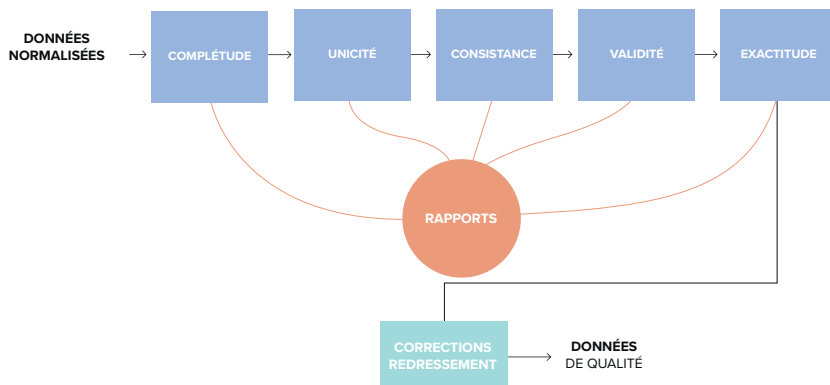 DONNÉES
NORMALISÉES
COMPLÉTUDE
UNICITÉ
CONSISTANCE
VALIDITÉ
EXACTITUDE
RAPPORTS
CORRECTIONS
REDRESSEMENT
DONNÉES
DE QUALITÉ